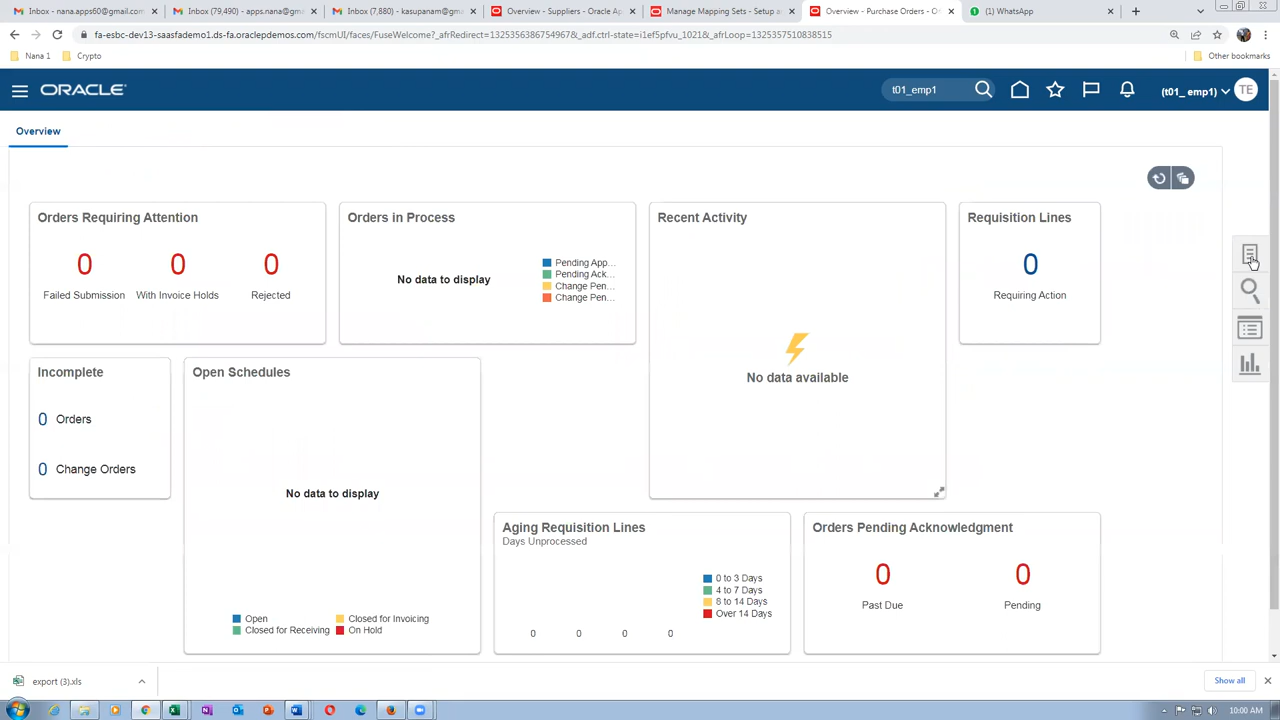 Inbox - nana.apps60@gmail.com
Inbox (79,490) - apps.nana@gma
Inbox (7,880) - kasupanam@gma
Overview - Suppliers - Oracle Ap
Manage Mapping Sets - Setup a
Overview - Purchase Orders - O
(1) WhatsApp
fa-esbc-dev13-saasfademo1.ds-fa.oraclepdemos.com/fscmUI/faces/FuseWelcome?_afrRedirect=13253563867549678&_adf.ctrl-state=i1ef5pfvu_1021&_afrLoop=1325357510838515
Nana 1
Crypto
Other bookmarks
ORACLE
t01_emp1
(t01_ emp1)
TE
Overview
Orders Requiring Attention
0
0
0
Failed Submission
With Invoice Holds
Rejected
Orders in Process
No data to display
Pending App...
Pending Ack...
Change Pen...
Change Pen...
Recent Activity
No data available
Requisition Lines
0
Requiring Action
Incomplete
0 Orders
0 Change Orders
Open Schedules
No data to display
Open
Closed for Invoicing
Closed for Receiving
On Hold
Aging Requisition Lines
Days Unprocessed
0 to 3 Days
4 to 7 Days
8 to 14 Days
Over 14 Days
0 0 0 0
Orders Pending Acknowledgment
0
0
Past Due
Pending
export (3).xls
Show all
10:00 AM